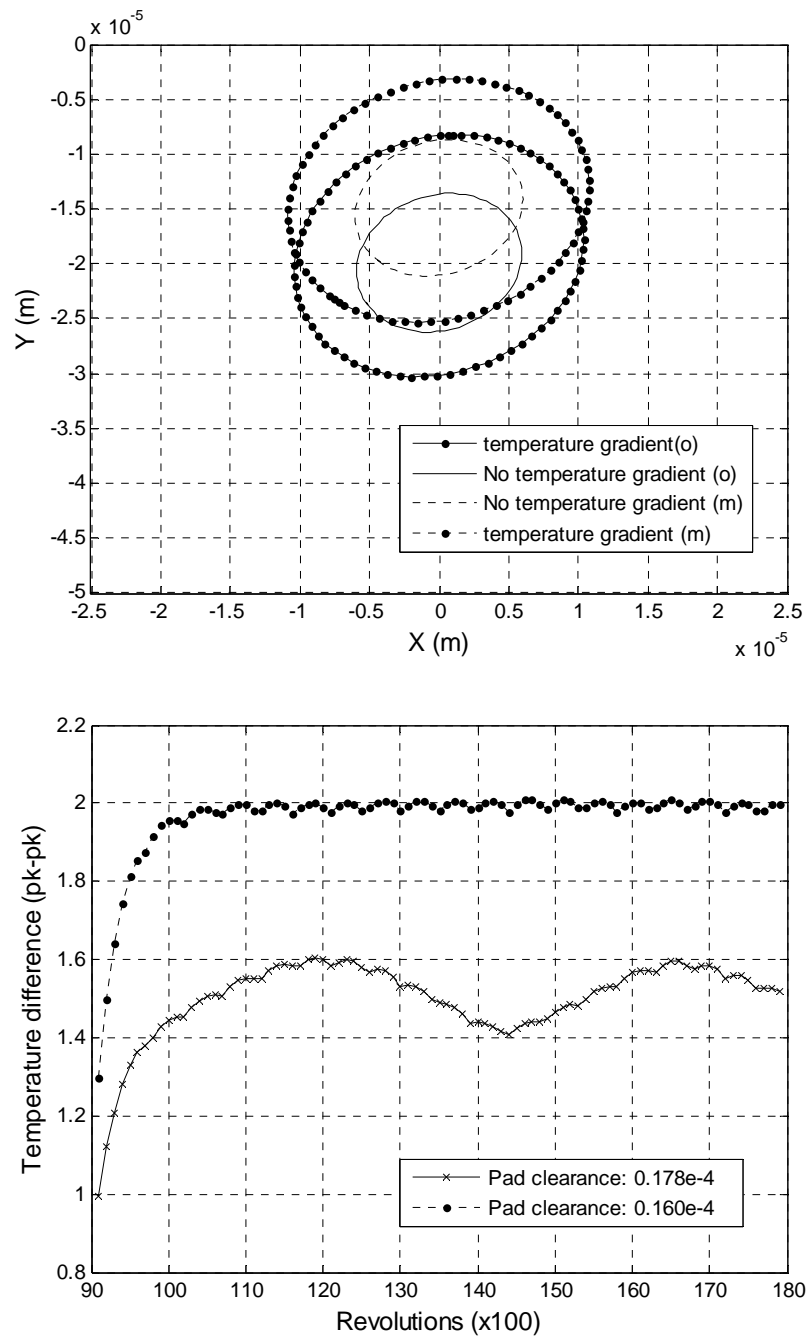 x 10^-5
0
-0.5
-1
-1.5
-2
-2.5
-3
-3.5
-4
-4.5
-5
Y (m)
temperature gradient(o)
No temperature gradient (o)
No temperature gradient (m)
temperature gradient (m)
-2.5 -2 -1.5 -1 -0.5 0 0.5 1 1.5 2 2.5
X (m)
x 10^-5
2.2
2
1.8
1.6
1.4
1.2
1
0.8
Temperature difference (pk-pk)
Pad clearance: 0.178e-4
Pad clearance: 0.160e-4
90 100 110 120 130 140 150 160 170 180
Revolutions (x100)